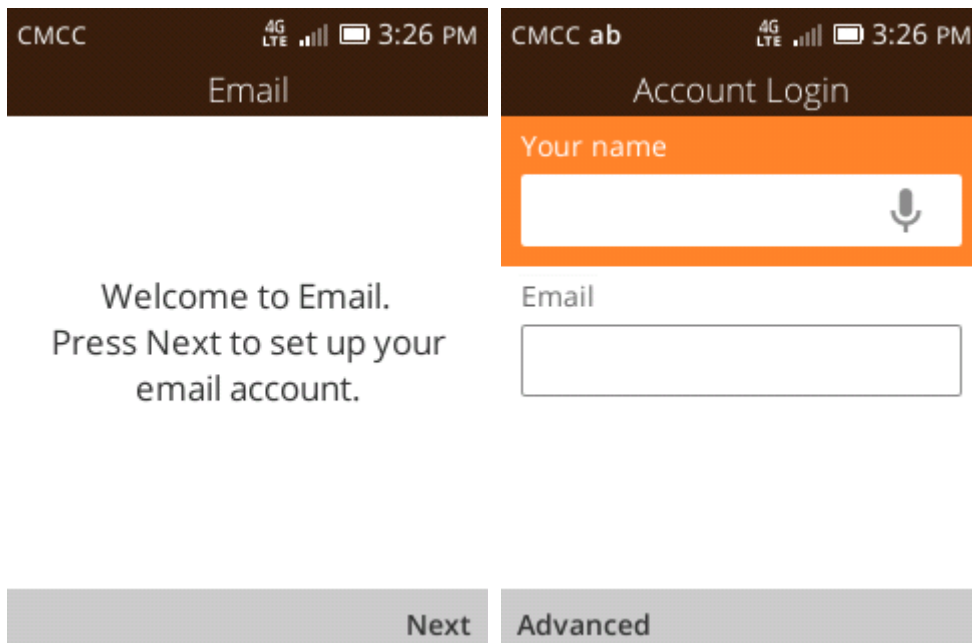 CMCC 4G LTE 3:26 PM
Email
Welcome to Email.
Press Next to set up your
email account.
Next
CMCC ab 4G LTE 3:26 PM
Account Login
Your name
Email
Advanced